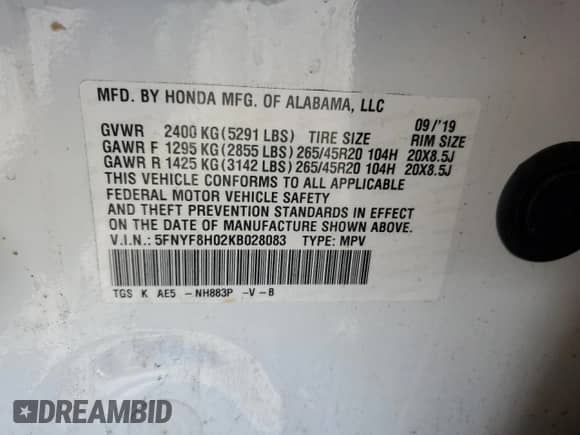 MFD. BY HONDA MFG. OF ALABAMA, LLC
09/'19
GVWR 2400 KG(5291 LBS) TIRE SIZE RIM SIZE
GAWR F 1295 KG(2855 LBS)265/45R20 104H 20X8.5J
GAWR R 1425 KG(3142 LBS)265/45R20 104H 20X8.5J
THIS VEHICLE CONFORMS TO ALL APPLICABLE
FEDERAL MOTOR VEHICLE SAFETY
AND THEFT PREVENTION STANDARDS IN EFFECT
ON THE DATE OF MANUFACTURE SHOWN ABOVE.
V.I.N.: 5FNYF8H02KB028083 TYPE: MPV
TGS K AE5 -NH883P -V-B
DREAMBID